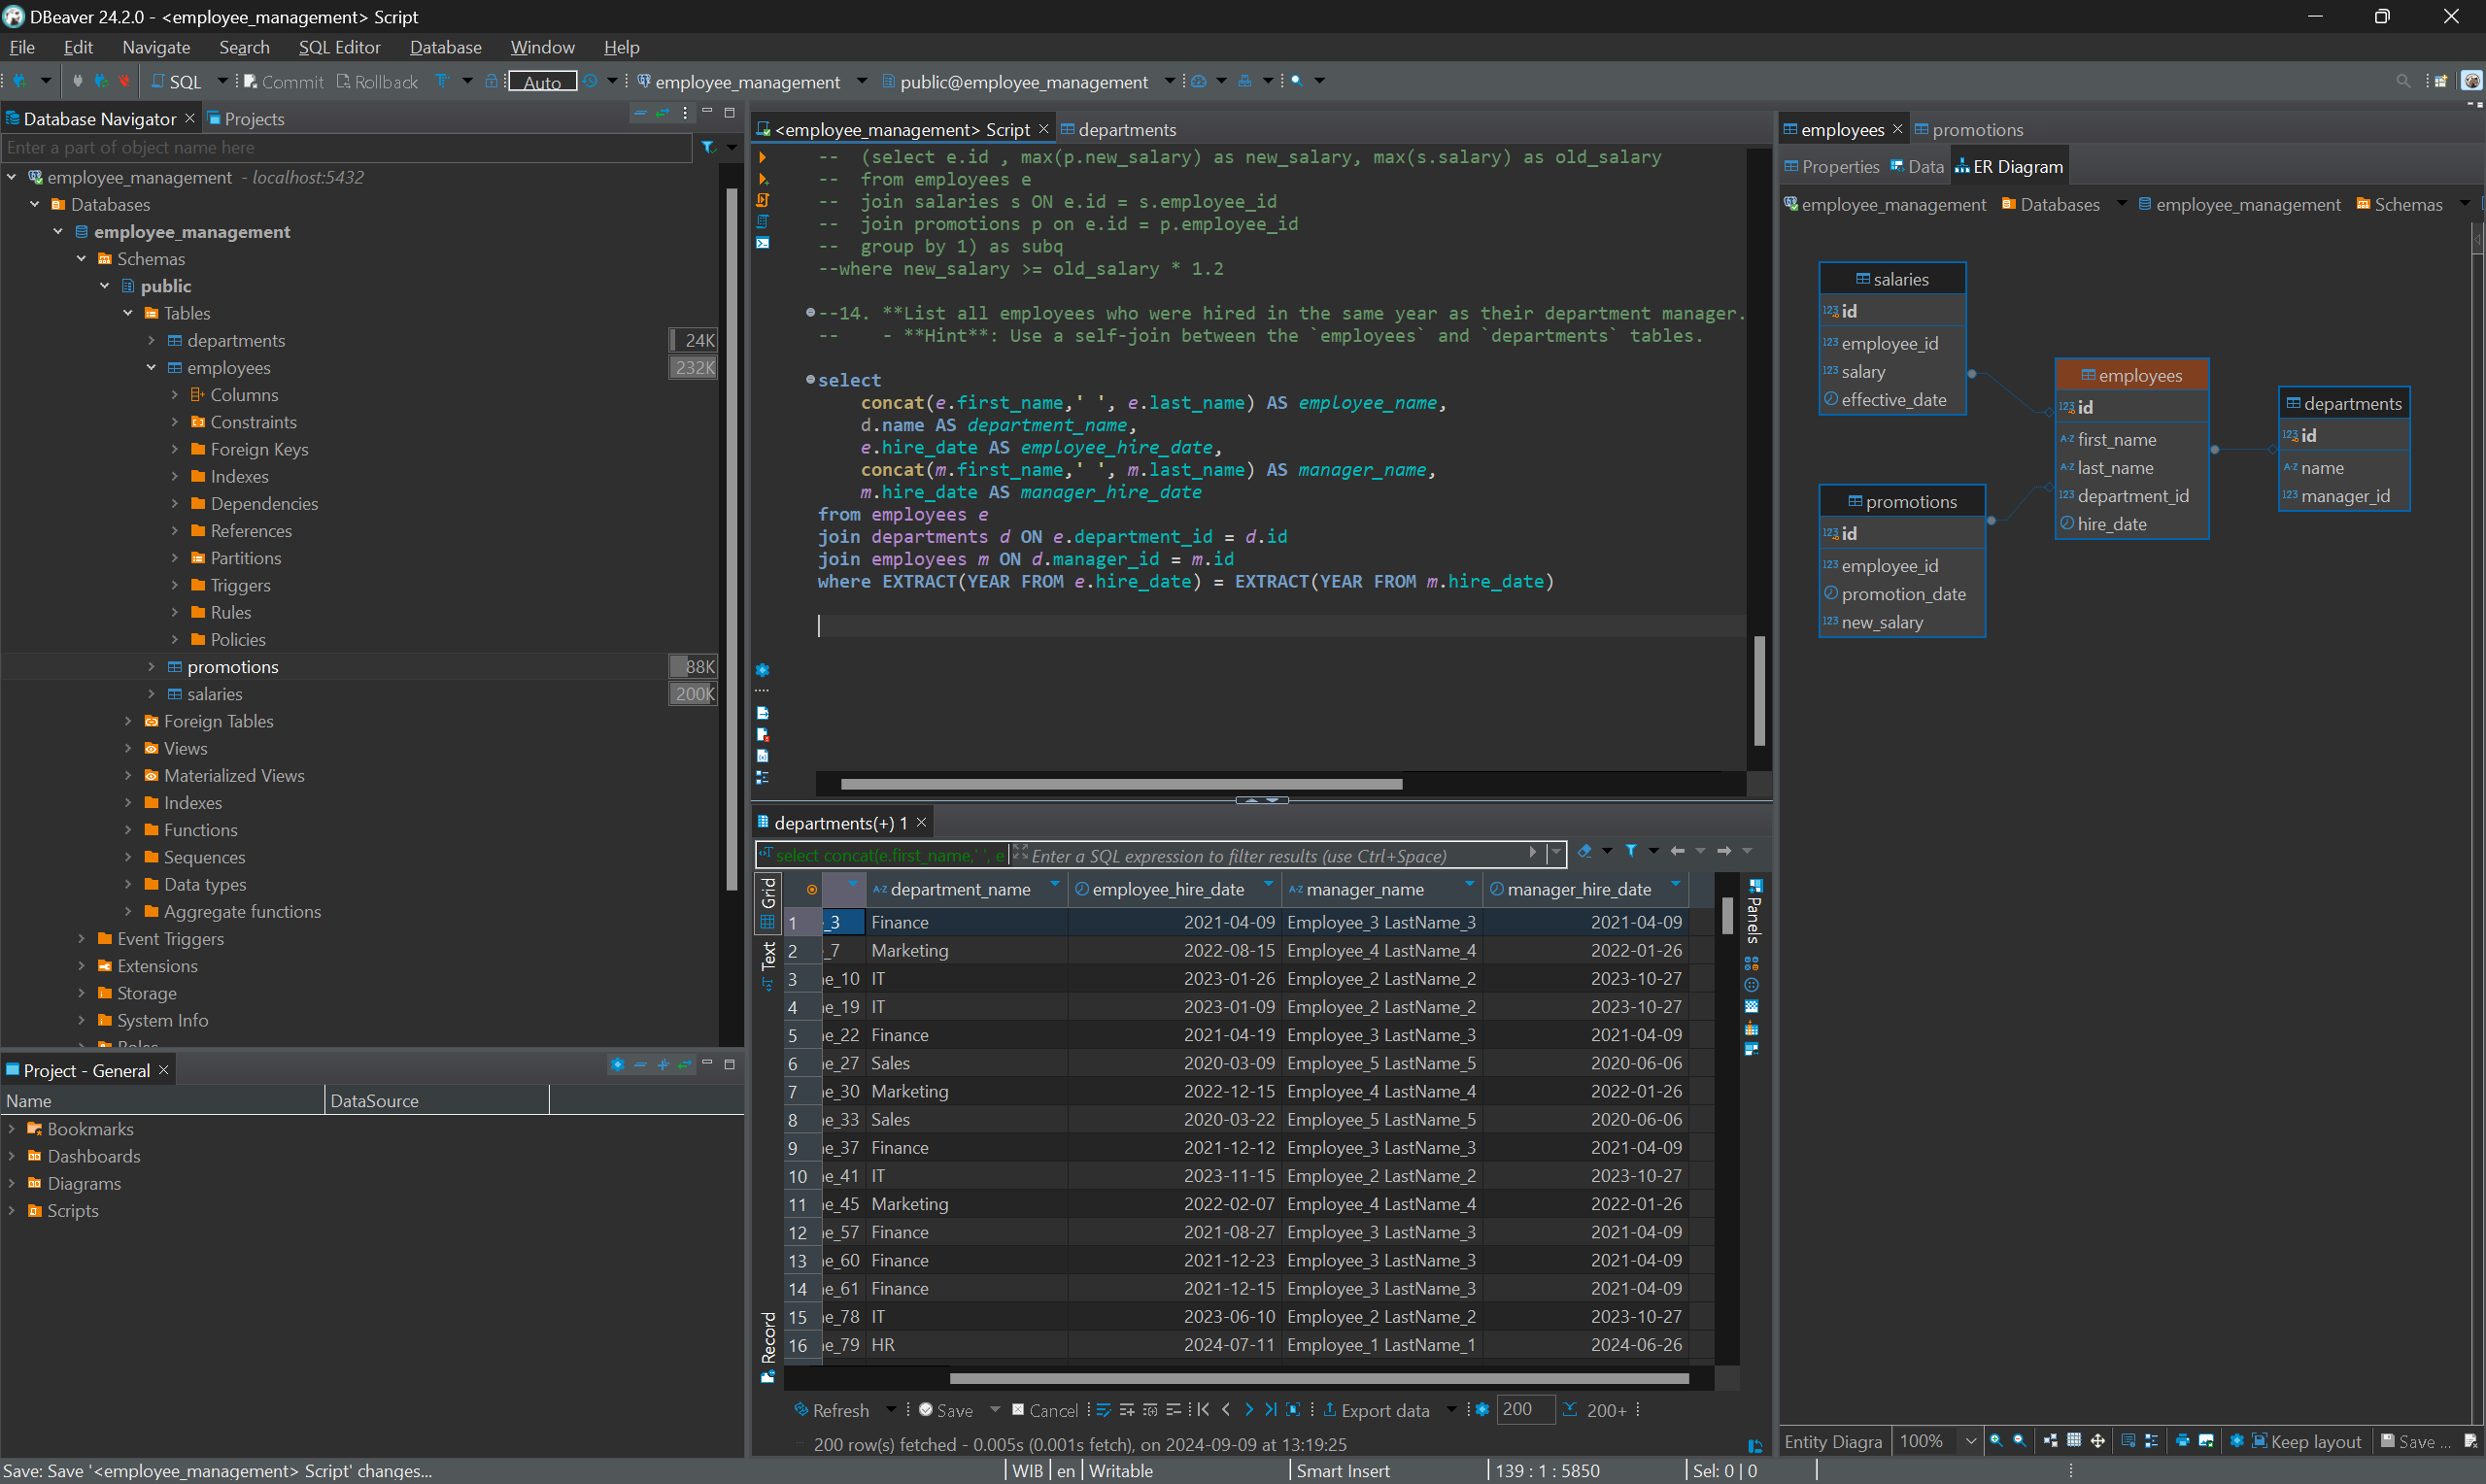 DBeaver 24.2.0 - <employee_management> Script
File Edit Navigate Search SQL Editor Database Window Help
SQL Commit Rollback Auto employee_management public@employee_management
Database Navigator Projects
Enter a part of object name here
employee_management - localhost:5432
Databases
employee_management
Schemas
public
Tables
departments 24K
employees 232K
Columns
Constraints
Foreign Keys
Indexes
Dependencies
References
Partitions
Triggers
Rules
Policies
promotions 88K
salaries 200K
Foreign Tables
Views
Materialized Views
Indexes
Functions
Sequences
Data types
Aggregate functions
Event Triggers
Extensions
Storage
System Info
Roles
Project - General
Name DataSource
Bookmarks
Dashboards
Diagrams
Scripts
<employee_management> Script departments
-- (select e.id , max(p.new_salary) as new_salary, max(s.salary) as old_salary
-- from employees e
-- join salaries s ON e.id = s.employee_id
-- join promotions p on e.id = p.employee_id
-- group by 1) as subq
--where new_salary >= old_salary * 1.2
--14. **List all employees who were hired in the same year as their department manager.
-- - **Hint**: Use a self-join between the `employees` and `departments` tables.
select
concat(e.first_name,' ', e.last_name) AS employee_name,
d.name AS department_name,
e.hire_date AS employee_hire_date,
concat(m.first_name,' ', m.last_name) AS manager_name,
m.hire_date AS manager_hire_date
from employees e
join departments d ON e.department_id = d.id
join employees m ON d.manager_id = m.id
where EXTRACT(YEAR FROM e.hire_date) = EXTRACT(YEAR FROM m.hire_date)
departments(+) 1
select concat(e.first_name,' ', e Enter a SQL expression to filter results (use Ctrl+Space)
Grid
Text
Record
Panels
department_name employee_hire_date manager_name manager_hire_date
1 _3 Finance 2021-04-09 Employee_3 LastName_3 2021-04-09
2 _7 Marketing 2022-08-15 Employee_4 LastName_4 2022-01-26
3 ne_10 IT 2023-01-26 Employee_2 LastName_2 2023-10-27
4 ne_19 IT 2023-01-09 Employee_2 LastName_2 2023-10-27
5 ne_22 Finance 2021-04-19 Employee_3 LastName_3 2021-04-09
6 ne_27 Sales 2020-03-09 Employee_5 LastName_5 2020-06-06
7 ne_30 Marketing 2022-12-15 Employee_4 LastName_4 2022-01-26
8 ne_33 Sales 2020-03-22 Employee_5 LastName_5 2020-06-06
9 ne_37 Finance 2021-12-12 Employee_3 LastName_3 2021-04-09
10 ne_41 IT 2023-11-15 Employee_2 LastName_2 2023-10-27
11 ne_45 Marketing 2022-02-07 Employee_4 LastName_4 2022-01-26
12 ne_57 Finance 2021-08-27 Employee_3 LastName_3 2021-04-09
13 ne_60 Finance 2021-12-23 Employee_3 LastName_3 2021-04-09
14 ne_61 Finance 2021-12-15 Employee_3 LastName_3 2021-04-09
15 ne_78 IT 2023-06-10 Employee_2 LastName_2 2023-10-27
16 ne_79 HR 2024-07-11 Employee_1 LastName_1 2024-06-26
Refresh Save Cancel Export data 200 200+
200 row(s) fetched - 0.005s (0.001s fetch), on 2024-09-09 at 13:19:25
employees promotions
Properties Data ER Diagram
employee_management Databases employee_management Schemas
salaries
id
employee_id
salary
effective_date
employees
id
first_name
last_name
department_id
hire_date
departments
id
name
manager_id
promotions
id
employee_id
promotion_date
new_salary
Entity Diagra 100% Keep layout Save ...
Save: Save '<employee_management> Script' changes...
WIB en Writable Smart Insert 139 : 1 : 5850 Sel: 0 | 0